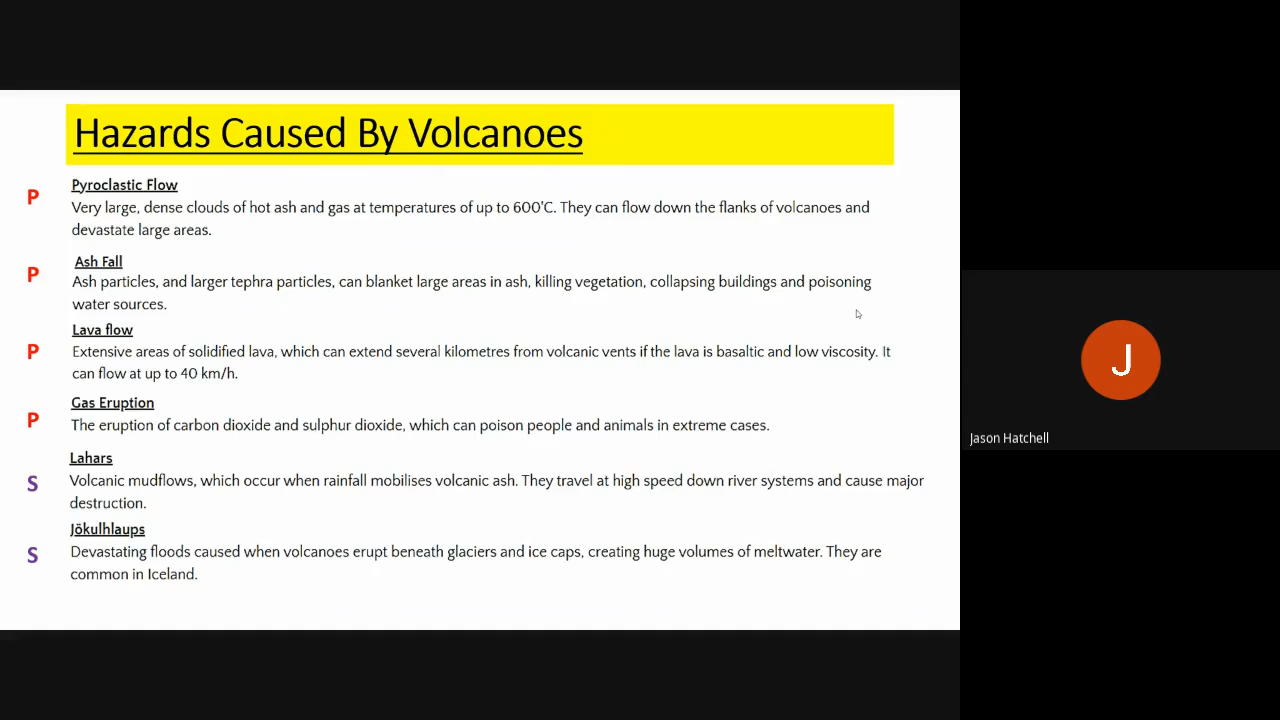 Hazards Caused By Volcanoes
P
Pyroclastic Flow
Very large, dense clouds of hot ash and gas at temperatures of up to 600°C. They can flow down the flanks of volcanoes and
devastate large areas.
P
Ash Fall
Ash particles, and larger tephra particles, can blanket large areas in ash, killing vegetation, collapsing buildings and poisoning
water sources.
P
Lava flow
Extensive areas of solidified lava, which can extend several kilometres from volcanic vents if the lava is basaltic and low viscosity. It
can flow at up to 40 km/h.
P
Gas Eruption
The eruption of carbon dioxide and sulphur dioxide, which can poison people and animals in extreme cases.
S
Lahars
Volcanic mudflows, which occur when rainfall mobilises volcanic ash. They travel at high speed down river systems and cause major
destruction.
S
Jökulhlaups
Devastating floods caused when volcanoes erupt beneath glaciers and ice caps, creating huge volumes of meltwater. They are
common in Iceland.
J
Jason Hatchell